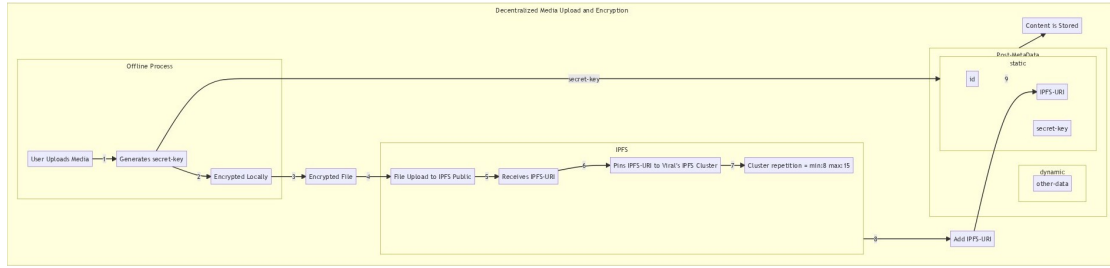 Decentralized Media Upload and Encryption
Content is Stored
Post-MetaData
static
Offline Process
id
9
secret-key
IPFS-URI
secret-key
IPFS
User Uploads Media
1
Generates secret-key
6
Pins IPFS-URI to Viral's IPFS Cluster
7
Cluster repetition = min:8 max:15
2
Encrypted Locally
3
Encrypted File
4
File Upload to IPFS Public
5
Receives IPFS-URI
dynamic
other-data
8
Add IPFS-URI